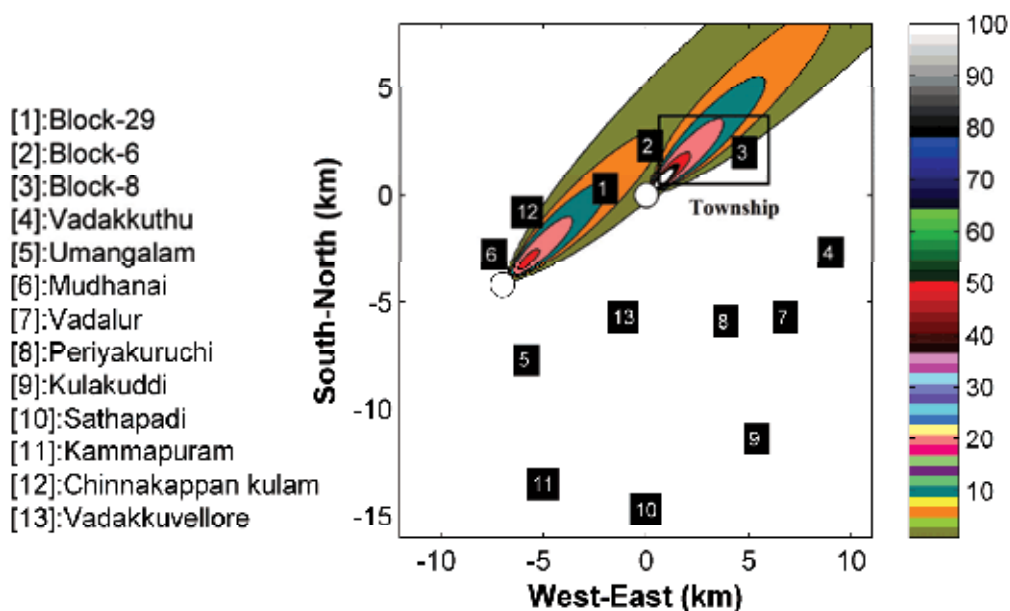 [1]:Block-29
[2]:Block-6
[3]:Block-8
[4]:Vadakkuthu
[5]:Umangalam
[6]:Mudhanai
[7]:Vadalur
[8]:Periyakuruchi
[9]:Kulakuddi
[10]:Sathapadi
[11]:Kammapuram
[12]:Chinnakappan kulam
[13]:Vadakkuvellore
South-North (km)
5
0
-5
-10
-15
2
3
1
12
Township
6
4
13
8
7
5
9
11
10
-10
-5
0
5
10
West-East (km)
100
90
80
70
60
50
40
30
20
10